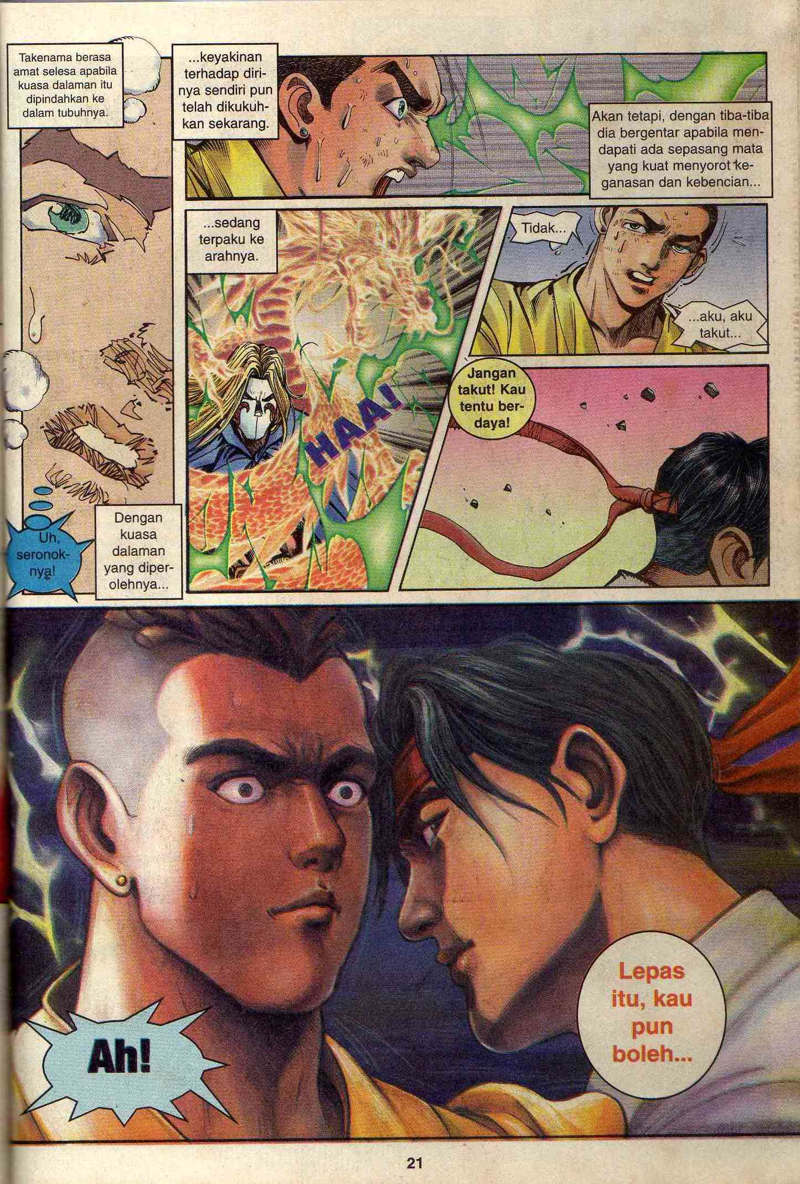 Takenama berasa
amat selesa apabila
kuasa dalaman itu
dipindahkan ke
dalam tubuhnya.
Uh,
seronok-
nya!
Dengan
kuasa
dalaman
yang diper-
olehnya...
...keyakinan
terhadap diri-
nya sendiri pun
telah dikukuh-
kan sekarang.
Akan tetapi, dengan tiba-tiba
dia bergentar apabila men-
dapati ada sepasang mata
yang kuat menyorot ke-
ganasan dan kebencian...
...sedang
terpaku ke
arahnya.
HAA!
Tidak...
...aku, aku
takut...
Jangan
takut! Kau
tentu ber-
daya!
Ah!
Lepas
itu, kau
pun
boleh...
21